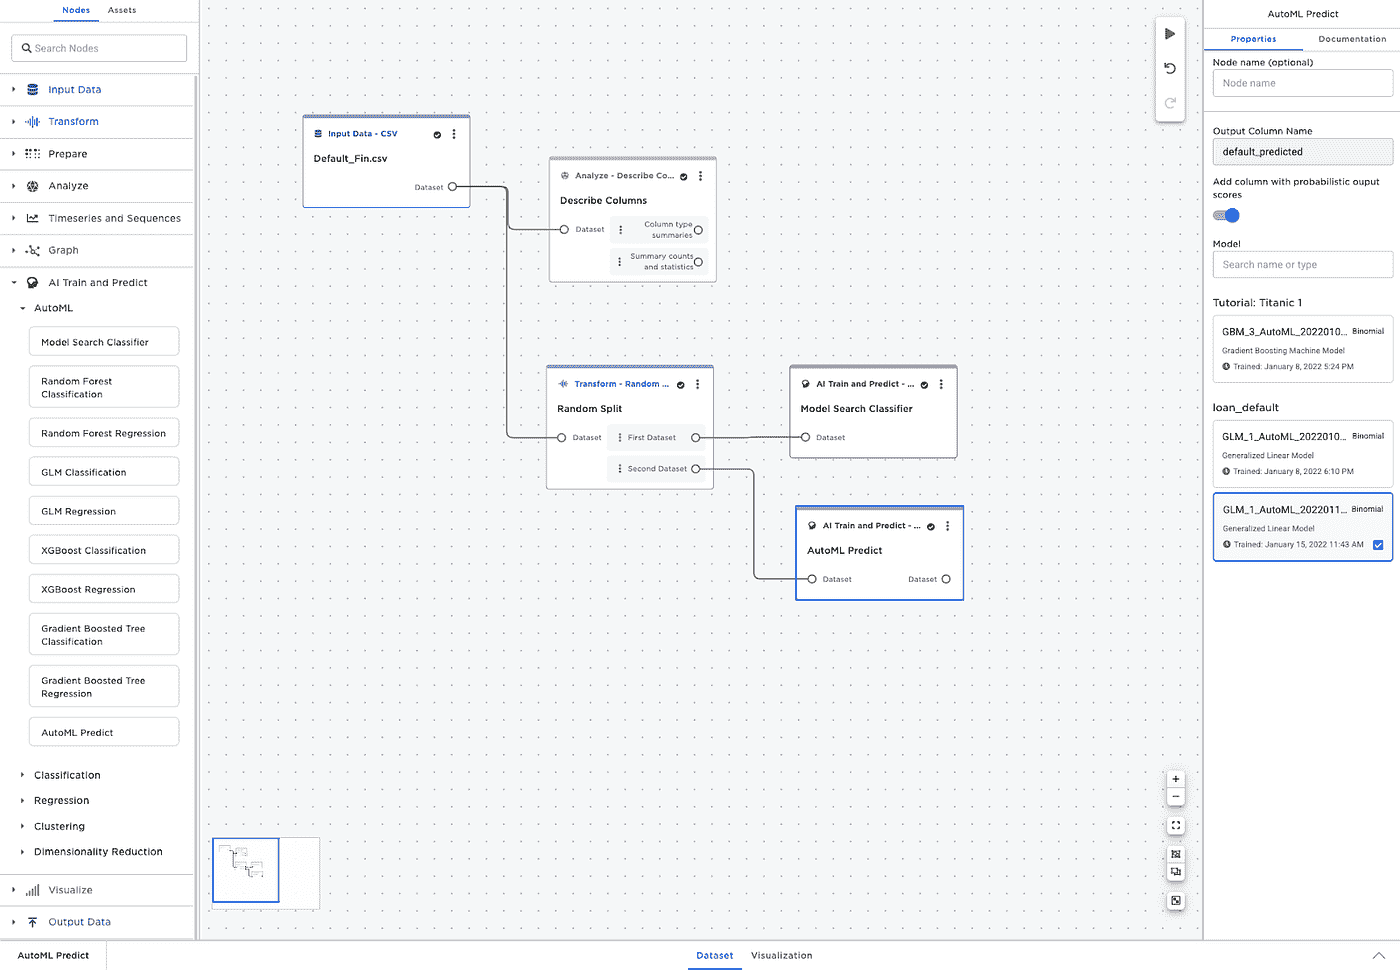 Nodes
Assets
Search Nodes
Input Data
Transform
Prepare
Analyze
Timeseries and Sequences
Graph
AI Train and Predict
AutoML
Model Search Classifier
Random Forest
Classification
Random Forest Regression
GLM Classification
GLM Regression
XGBoost Classification
XGBoost Regression
Gradient Boosted Tree
Classification
Gradient Boosted Tree
Regression
AutoML Predict
Classification
Regression
Clustering
Dimensionality Reduction
Visualize
Output Data
Input Data - CSV
Default_Fin.csv
Dataset
Analyze - Describe Co...
Describe Columns
Dataset
Column type
summaries
Summary counts
and statistics
Transform - Random ...
Random Split
Dataset
First Dataset
Second Dataset
AI Train and Predict - ...
Model Search Classifier
Dataset
AI Train and Predict - ...
AutoML Predict
Dataset
Dataset
AutoML Predict
Properties
Documentation
Node name (optional)
Node name
Output Column Name
default_predicted
Add column with probabilistic ouput
scores
Model
Search name or type
Tutorial: Titanic 1
GBM_3_AutoML_2022010... Binomial
Gradient Boosting Machine Model
Trained: January 8, 2022 5:24 PM
loan_default
GLM_1_AutoML_2022010... Binomial
Generalized Linear Model
Trained: January 8, 2022 6:10 PM
GLM_1_AutoML_2022011... Binomial
Generalized Linear Model
Trained: January 15, 2022 11:43 AM
AutoML Predict
Dataset
Visualization